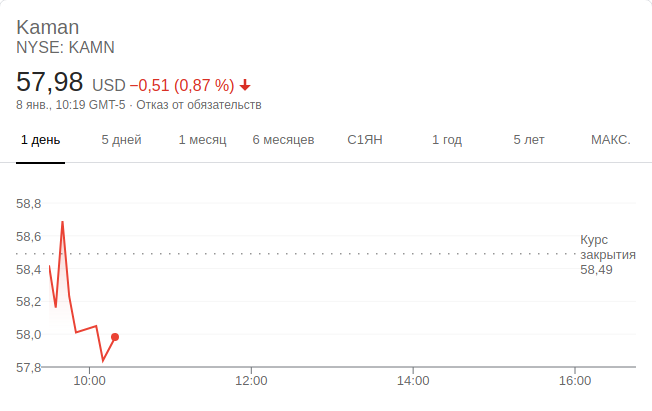 Kaman
NYSE: KAMN
57,98 USD −0,51 (0,87 %)
8 янв., 10:19 GMT-5 · Отказ от обязательств
1 день 5 дней 1 месяц 6 месяцев С1ЯН 1 год 5 лет МАКС.
58,8
58,6
Курс
закрытия
58,49
58,4
58,2
58,0
57,8
10:00 12:00 14:00 16:00